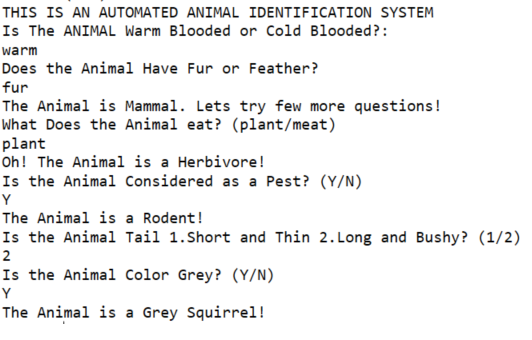 THIS IS AN AUTOMATED ANIMAL IDENTIFICATION SYSTEM
Is The ANIMAL Warm Blooded or Cold Blooded?:
warm
Does the Animal Have Fur or Feather?
fur
The Animal is Mammal. Lets try few more questions!
What Does the Animal eat? (plant/meat)
plant
Oh! The Animal is a Herbivore!
Is the Animal Considered as a Pest? (Y/N)
Y
The Animal is a Rodent!
Is the Animal Tail 1.Short and Thin 2.Long and Bushy? (1/2)
2
Is the Animal Color Grey? (Y/N)
Y
The Animal is a Grey Squirrel!